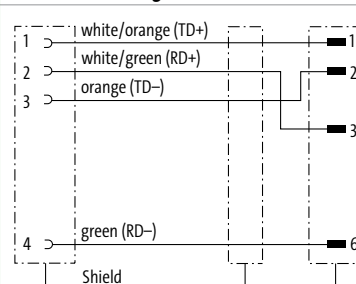 1 white/orange (TD+) 1
2 white/green (RD+) 2
3 orange (TD–)
3
4 green (RD–) 6
Shield